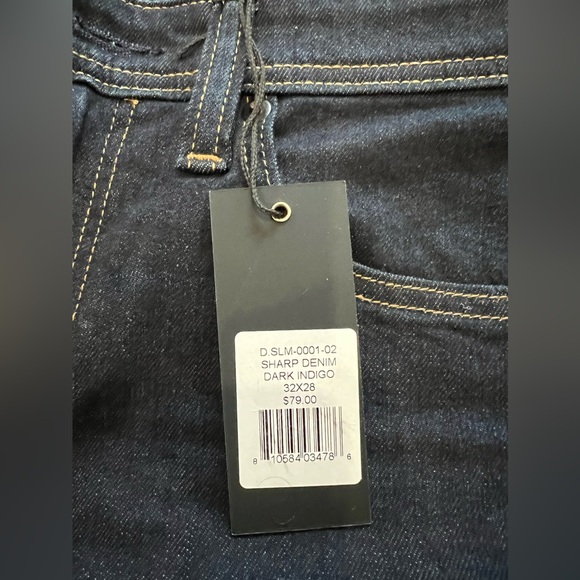 D.SLM-0001-02
SHARP DENIM
DARK INDIGO
32X28
$79.00
8 10584 03478 6